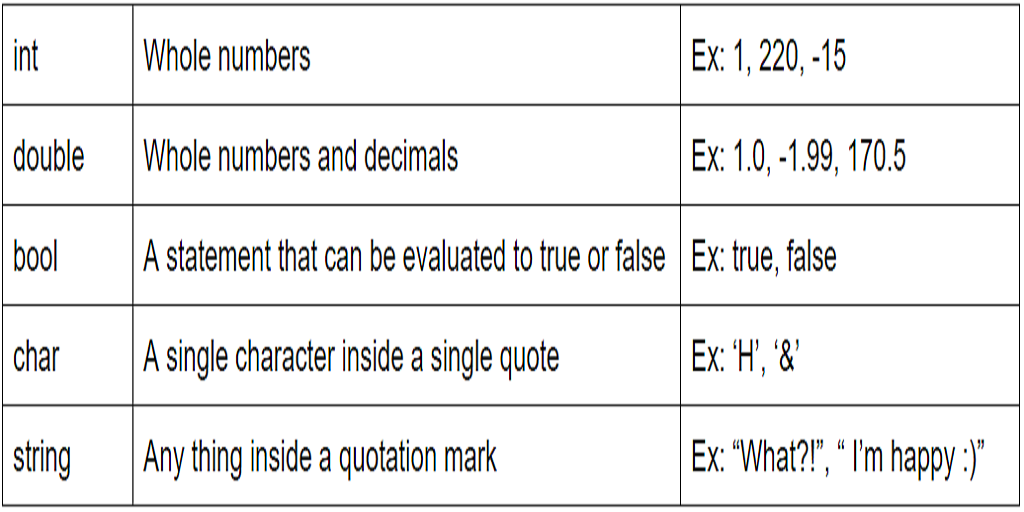 int Whole numbers Ex: 1, 220, -15
double Whole numbers and decimals Ex: 1.0, -1.99, 170.5
bool A statement that can be evaluated to true or false Ex: true, false
char A single character inside a single quote Ex: ‘H’, ‘&’
string Any thing inside a quotation mark Ex: “What?!”, “ I’m happy :)”